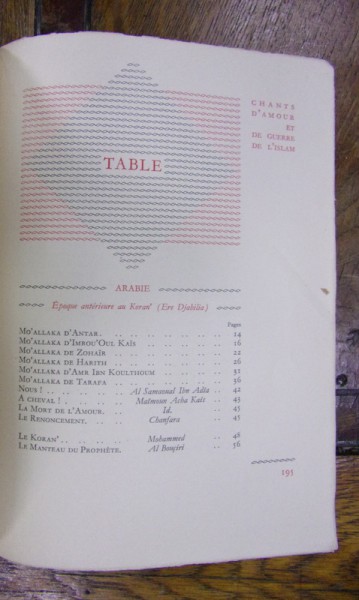 CHANTS
D'AMOUR
ET
DE GUERRE
DE L'ISLAM
TABLE
ARABIE
Époque antérieure au Koran' (Ere Djahilia)
Pages
Mo'allaka d'Antar. 14
Mo'allaka d'Imrou'Oul Kaïs 16
Mo'allaka de Zohaïr 22
Mo'allaka de Harith 26
Mo'allaka d'Amr Ibn Koulthoum 32
Mo'allaka de Tarafa 36
Nous ! Al Samaoual Ibn Adia 42
A cheval ! Maïmoun Acha Kaïs 45
La Mort de l'Amour. Id. 45
Le Renoncement. Chanfara 45
Le Koran' Mohammed 48
Le Manteau du Prophète. Al Bouçiri 56
195